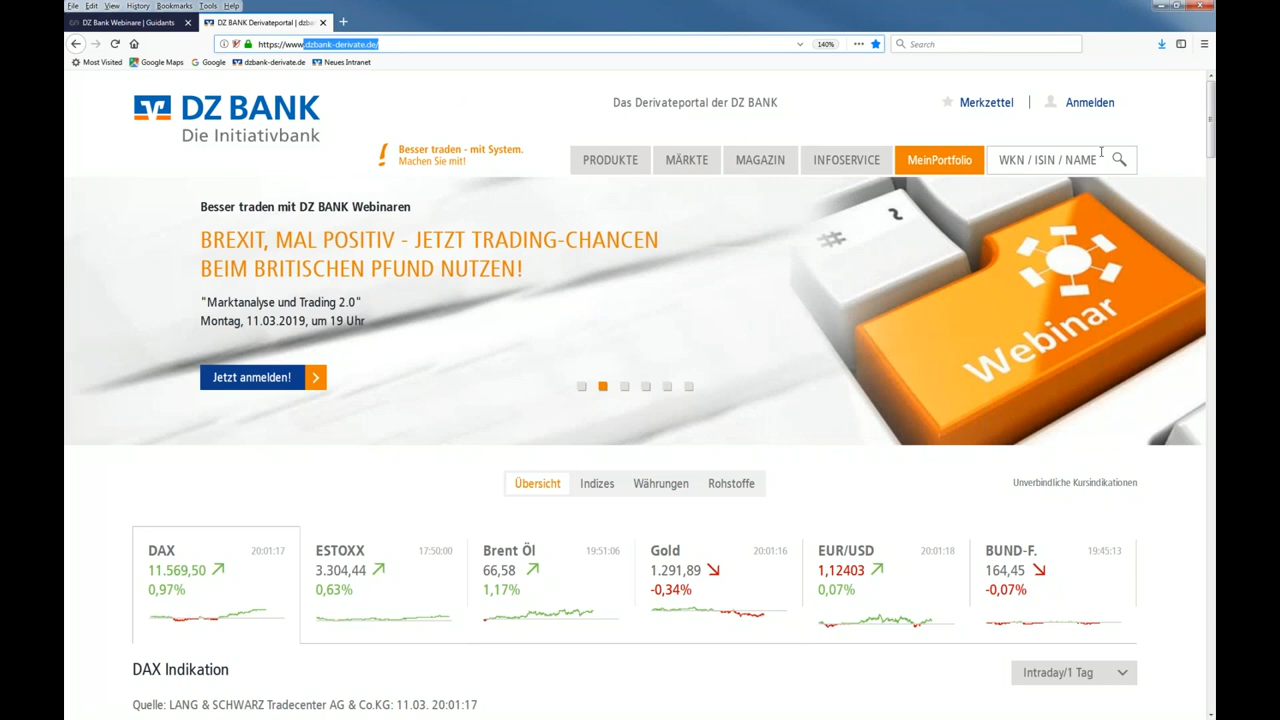 File Edit View History Bookmarks Tools Help
DZ Bank Webinare | Guidants
DZ BANK Derivateportal | dzba
https://www.dzbank-derivate.de/
140%
Search
Most Visited Google Maps Google dzbank-derivate.de Neues Intranet
DZ BANK
Die Initiativbank
Das Derivateportal der DZ BANK
Merkzettel
Anmelden
Besser traden - mit System.
Machen Sie mit!
PRODUKTE
MÄRKTE
MAGAZIN
INFOSERVICE
MeinPortfolio
WKN / ISIN / NAME
Besser traden mit DZ BANK Webinaren
BREXIT, MAL POSITIV - JETZT TRADING-CHANCEN
BEIM BRITISCHEN PFUND NUTZEN!
"Marktanalyse und Trading 2.0"
Montag, 11.03.2019, um 19 Uhr
Jetzt anmelden!
#
2
Webinar
Übersicht Indizes Währungen Rohstoffe
Unverbindliche Kursindikationen
DAX 20:01:17
11.569,50
0,97%
ESTOXX 17:50:00
3.304,44
0,63%
Brent Öl 19:51:06
66,58
1,17%
Gold 20:01:16
1.291,89
-0,34%
EUR/USD 20:01:18
1,12403
0,07%
BUND-F. 19:45:13
164,45
-0,07%
DAX Indikation
Intraday/1 Tag
Quelle: LANG & SCHWARZ Tradecenter AG & Co.KG: 11.03. 20:01:17